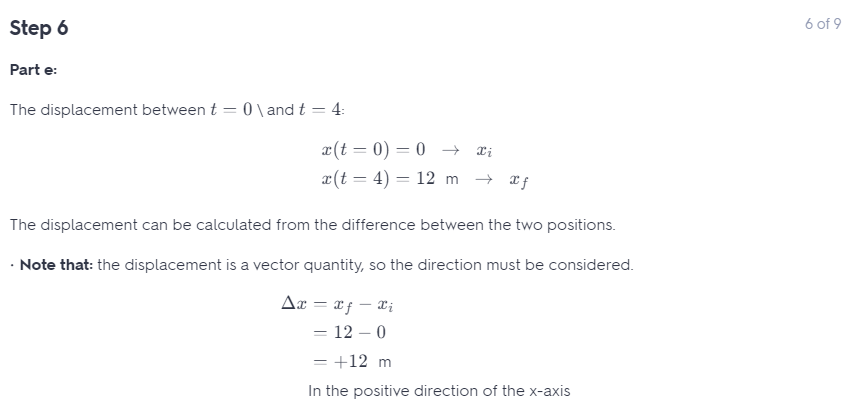 Step 6
6 of 9
Part e:
The displacement between t = 0 \ and t = 4:
x(t = 0) = 0 → xᵢ
x(t = 4) = 12 m → x_f
The displacement can be calculated from the difference between the two positions.
· Note that: the displacement is a vector quantity, so the direction must be considered.
Δx = x_f − xᵢ
= 12 − 0
= +12 m
In the positive direction of the x-axis